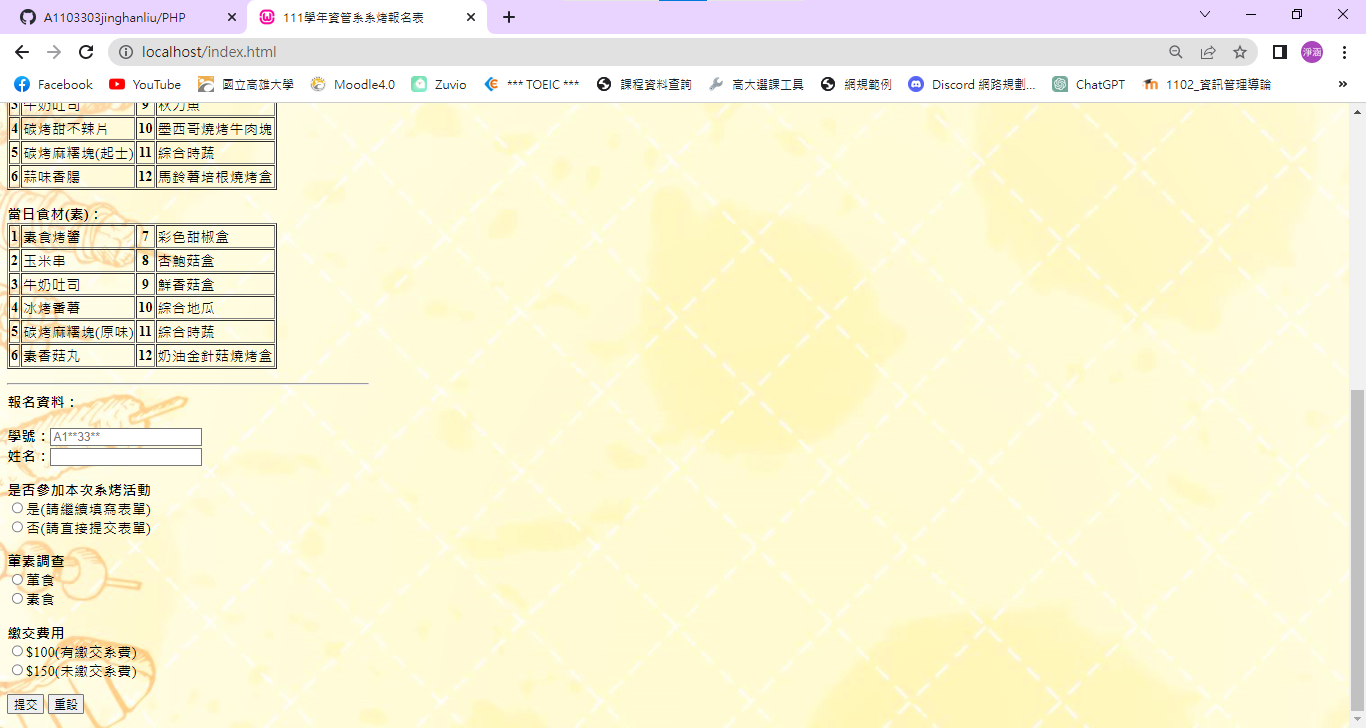 A1103303jinghanliu/PHP
111學年資管系系烤報名表
localhost/index.html
淨涵
Facebook YouTube 國立高雄大學 Moodle4.0 Zuvio *** TOEIC *** 課程資料查詢 高大選課工具 網規範例 Discord 網路規劃... ChatGPT 1102_資訊管理導論 »
3 牛奶吐司 9 秋刀魚
4 碳烤甜不辣片 10 墨西哥燒烤牛肉塊
5 碳烤麻糬塊(起士) 11 綜合時蔬
6 蒜味香腸 12 馬鈴薯培根燒烤盒
當日食材(素)：
1 素食烤醬 7 彩色甜椒盒
2 玉米串 8 杏鮑菇盒
3 牛奶吐司 9 鮮香菇盒
4 冰烤番薯 10 綜合地瓜
5 碳烤麻糬塊(原味) 11 綜合時蔬
6 素香菇丸 12 奶油金針菇燒烤盒
報名資料：
學號：A1**33**
姓名：
是否參加本次系烤活動
是(請繼續填寫表單)
否(請直接提交表單)
葷素調查
葷食
素食
繳交費用
$100(有繳交系費)
$150(未繳交系費)
提交 重設